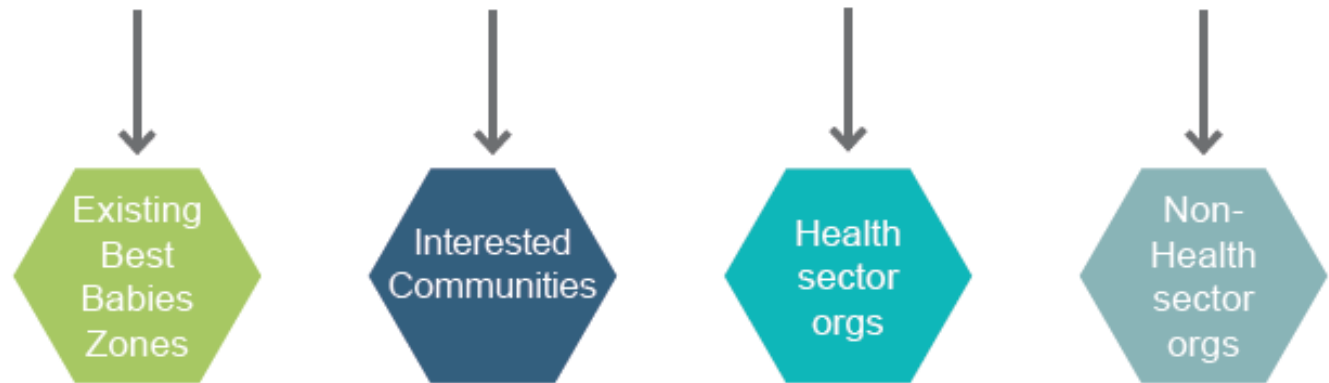 Existing
Best
Babies
Zones
Interested
Communities
Health
sector
orgs
Non-
Health
sector
orgs